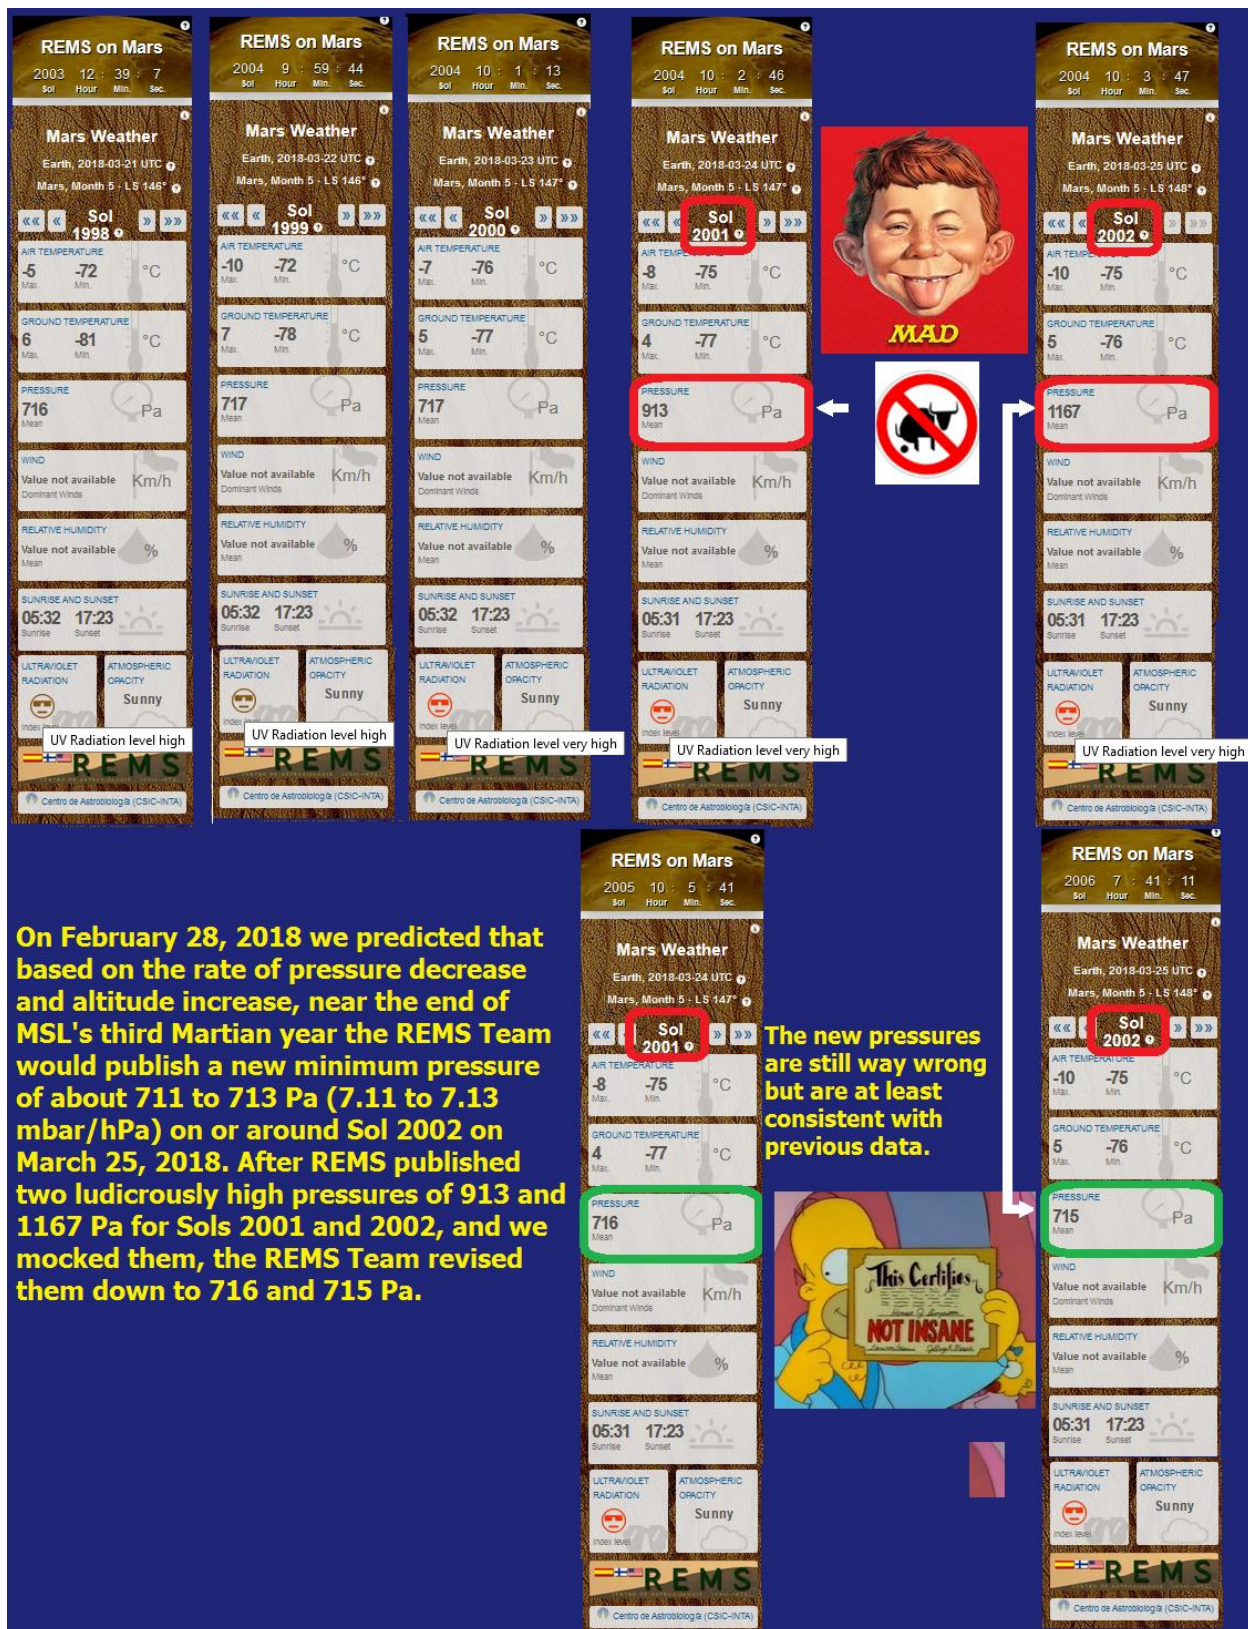 REMS on Mars
2003 12 : 39 : 7
Sol Hour Min. Sec.
Mars Weather
Earth, 2018-03-21 UTC
Mars, Month 5 - LS 146°
«« « Sol 1998 » »»
AIR TEMPERATURE
-5 -72 °C
Max. Min.
GROUND TEMPERATURE
6 -81 °C
Max. Min.
PRESSURE
716 Pa
Mean
WIND
Value not available Km/h
Dominant Winds
RELATIVE HUMIDITY
Value not available %
Mean
SUNRISE AND SUNSET
05:32 17:23
Sunrise Sunset
ULTRAVIOLET RADIATION
ATMOSPHERIC OPACITY
Sunny
Index level
UV Radiation level high
REMS
CENTRO DE ASTROBIOLOGÍA (CSIC-INTA)
Centro de Astrobiología (CSIC-INTA)
REMS on Mars
2004 9 : 59 : 44
Sol Hour Min. Sec.
Mars Weather
Earth, 2018-03-22 UTC
Mars, Month 5 - LS 146°
«« « Sol 1999 » »»
AIR TEMPERATURE
-10 -72 °C
Max. Min.
GROUND TEMPERATURE
7 -78 °C
Max. Min.
PRESSURE
717 Pa
Mean
WIND
Value not available Km/h
Dominant Winds
RELATIVE HUMIDITY
Value not available %
Mean
SUNRISE AND SUNSET
05:32 17:23
Sunrise Sunset
ULTRAVIOLET RADIATION
ATMOSPHERIC OPACITY
Sunny
Index level
UV Radiation level high
REMS
Centro de Astrobiología (CSIC-INTA)
REMS on Mars
2004 10 : 1 : 13
Sol Hour Min. Sec.
Mars Weather
Earth, 2018-03-23 UTC
Mars, Month 5 - LS 147°
«« « Sol 2000 » »»
AIR TEMPERATURE
-7 -76 °C
Max. Min.
GROUND TEMPERATURE
5 -77 °C
Max. Min.
PRESSURE
717 Pa
Mean
WIND
Value not available Km/h
Dominant Winds
RELATIVE HUMIDITY
Value not available %
Mean
SUNRISE AND SUNSET
05:32 17:23
Sunrise Sunset
ULTRAVIOLET RADIATION
ATMOSPHERIC OPACITY
Sunny
Index level
UV Radiation level very high
REMS
Centro de Astrobiología (CSIC-INTA)
REMS on Mars
2004 10 : 2 : 46
Sol Hour Min. Sec.
Mars Weather
Earth, 2018-03-24 UTC
Mars, Month 5 - LS 147°
«« « Sol 2001 » »»
AIR TEMPERATURE
-8 -75 °C
Max. Min.
GROUND TEMPERATURE
4 -77 °C
Max. Min.
PRESSURE
913 Pa
Mean
WIND
Value not available Km/h
Dominant Winds
RELATIVE HUMIDITY
Value not available %
Mean
SUNRISE AND SUNSET
05:31 17:23
Sunrise Sunset
ULTRAVIOLET RADIATION
ATMOSPHERIC OPACITY
Sunny
Index level
UV Radiation level very high
REMS
Centro de Astrobiología (CSIC-INTA)
MAD
REMS on Mars
2004 10 : 3 : 47
Sol Hour Min. Sec.
Mars Weather
Earth, 2018-03-25 UTC
Mars, Month 5 - LS 148°
«« « Sol 2002 » »»
AIR TEMPERATURE
-10 -75 °C
Max. Min.
GROUND TEMPERATURE
5 -76 °C
Max. Min.
PRESSURE
1167 Pa
Mean
WIND
Value not available Km/h
Dominant Winds
RELATIVE HUMIDITY
Value not available %
Mean
SUNRISE AND SUNSET
05:31 17:23
Sunrise Sunset
ULTRAVIOLET RADIATION
ATMOSPHERIC OPACITY
Sunny
Index level
UV Radiation level very high
REMS
Centro de Astrobiología (CSIC-INTA)
On February 28, 2018 we predicted that
based on the rate of pressure decrease
and altitude increase, near the end of
MSL's third Martian year the REMS Team
would publish a new minimum pressure
of about 711 to 713 Pa (7.11 to 7.13
mbar/hPa) on or around Sol 2002 on
March 25, 2018. After REMS published
two ludicrously high pressures of 913 and
1167 Pa for Sols 2001 and 2002, and we
mocked them, the REMS Team revised
them down to 716 and 715 Pa.
REMS on Mars
2005 10 : 5 : 41
Sol Hour Min. Sec.
Mars Weather
Earth, 2018-03-24 UTC
Mars, Month 5 - LS 147°
«« « Sol 2001 » »»
AIR TEMPERATURE
-8 -75 °C
Max. Min.
GROUND TEMPERATURE
4 -77 °C
Max. Min.
PRESSURE
716 Pa
Mean
WIND
Value not available Km/h
Dominant Winds
RELATIVE HUMIDITY
Value not available %
Mean
SUNRISE AND SUNSET
05:31 17:23
Sunrise Sunset
ULTRAVIOLET RADIATION
ATMOSPHERIC OPACITY
Sunny
Index level
REMS
Centro de Astrobiología (CSIC-INTA)
The new pressures
are still way wrong
but are at least
consistent with
previous data.
This Certifies
NOT INSANE
REMS on Mars
2006 7 : 41 : 11
Sol Hour Min. Sec.
Mars Weather
Earth, 2018-03-25 UTC
Mars, Month 5 - LS 148°
«« « Sol 2002 » »»
AIR TEMPERATURE
-10 -75 °C
Max. Min.
GROUND TEMPERATURE
5 -76 °C
Max. Min.
PRESSURE
715 Pa
Mean
WIND
Value not available Km/h
Dominant Winds
RELATIVE HUMIDITY
Value not available %
Mean
SUNRISE AND SUNSET
05:31 17:23
Sunrise Sunset
ULTRAVIOLET RADIATION
ATMOSPHERIC OPACITY
Sunny
Index level
REMS
Centro de Astrobiología (CSIC-INTA)